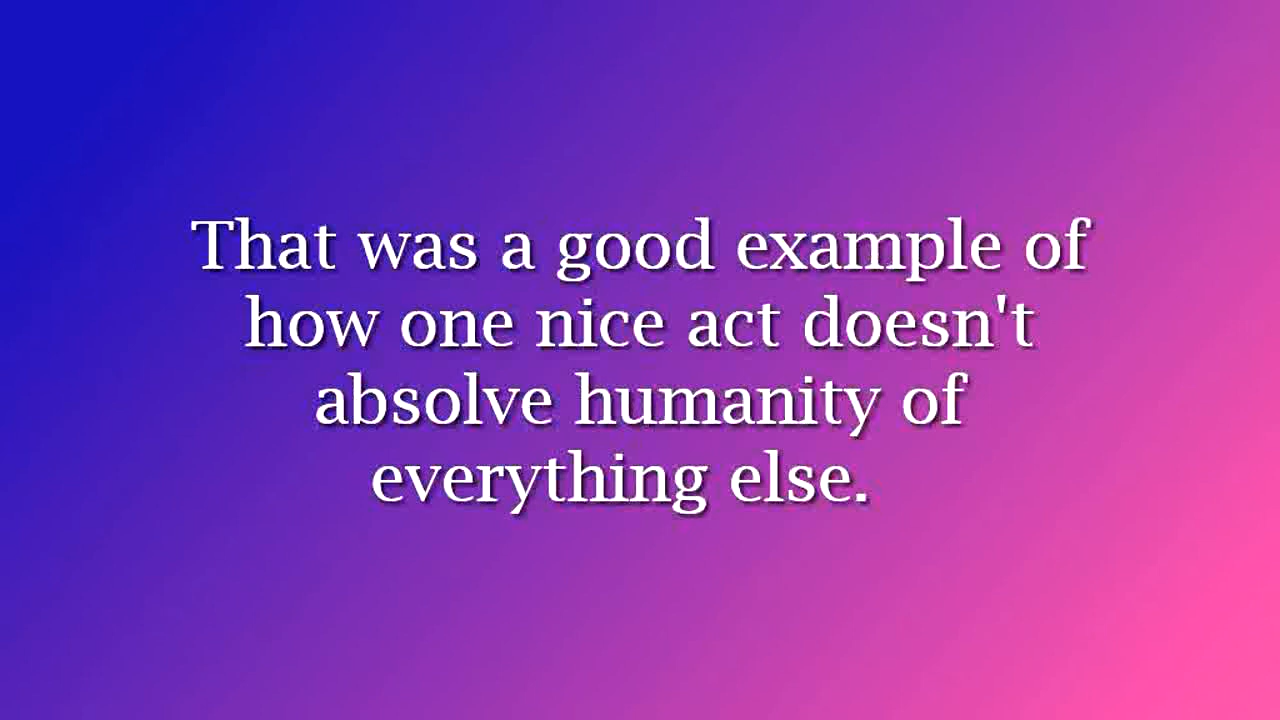 That was a good example of
how one nice act doesn't
absolve humanity of
everything else.